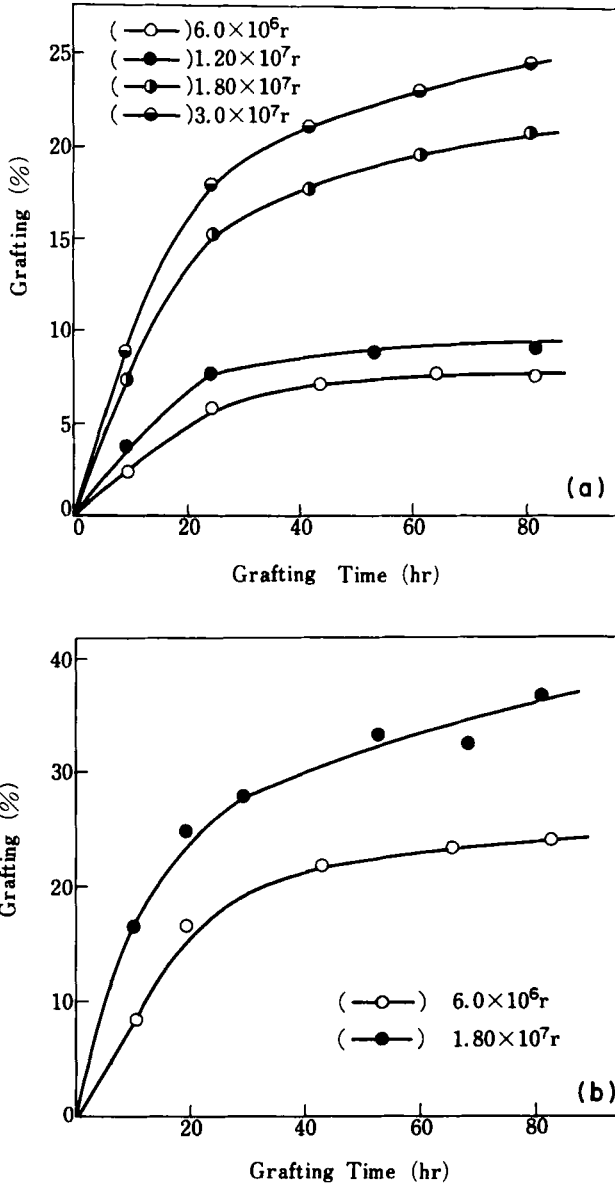 (—○—)6.0×10⁶r
(—●—)1.20×10⁷r
(—◑—)1.80×10⁷r
(—◒—)3.0×10⁷r
25
20
15
10
5
0
Grafting (%)
(a)
0 20 40 60 80
Grafting Time (hr)
40
30
20
10
0
Grafting (%)
(—○—) 6.0×10⁶r
(—●—) 1.80×10⁷r
(b)
20 40 60 80
Grafting Time (hr)